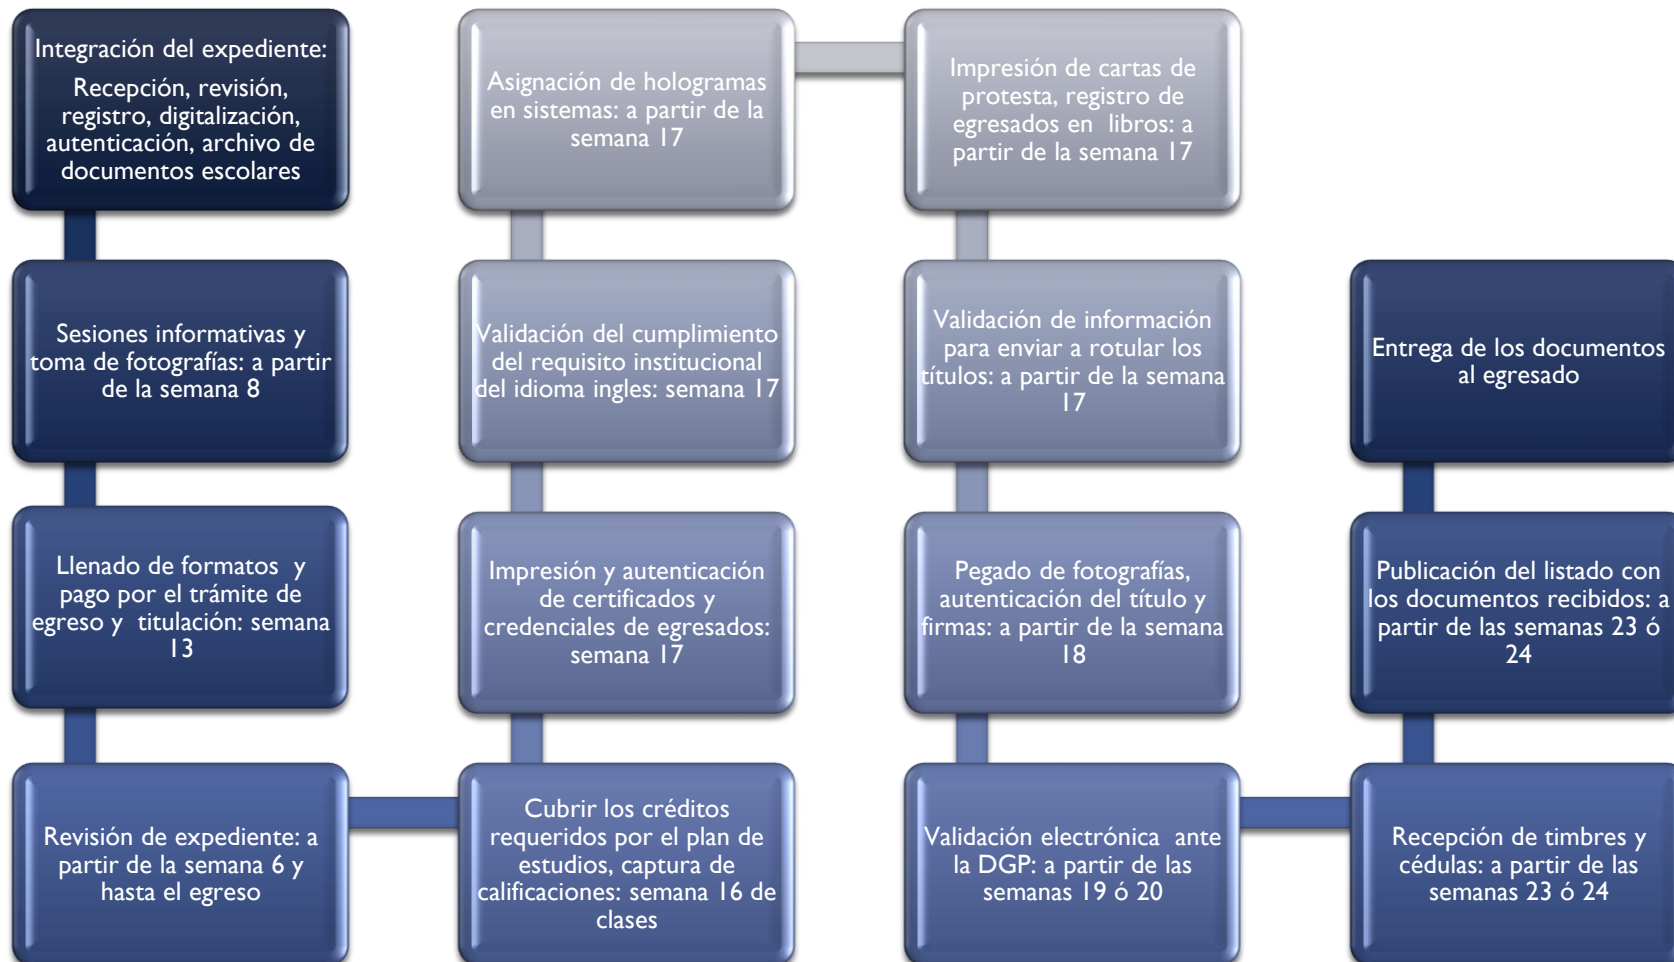 Integración del expediente:
Recepción, revisión,
registro, digitalización,
autenticación, archivo de
documentos escolares
Sesiones informativas y
toma de fotografías: a partir
de la semana 8
Llenado de formatos y
pago por el trámite de
egreso y titulación: semana
13
Revisión de expediente: a
partir de la semana 6 y
hasta el egreso
Cubrir los créditos
requeridos por el plan de
estudios, captura de
calificaciones: semana 16 de
clases
Impresión y autenticación
de certificados y
credenciales de egresados:
semana 17
Validación del cumplimiento
del requisito institucional
del idioma ingles: semana 17
Asignación de hologramas
en sistemas: a partir de la
semana 17
Impresión de cartas de
protesta, registro de
egresados en libros: a
partir de la semana 17
Validación de información
para enviar a rotular los
títulos: a partir de la semana
17
Pegado de fotografías,
autenticación del título y
firmas: a partir de la semana
18
Validación electrónica ante
la DGP: a partir de las
semanas 19 ó 20
Recepción de timbres y
cédulas: a partir de las
semanas 23 ó 24
Publicación del listado con
los documentos recibidos: a
partir de las semanas 23 ó
24
Entrega de los documentos
al egresado